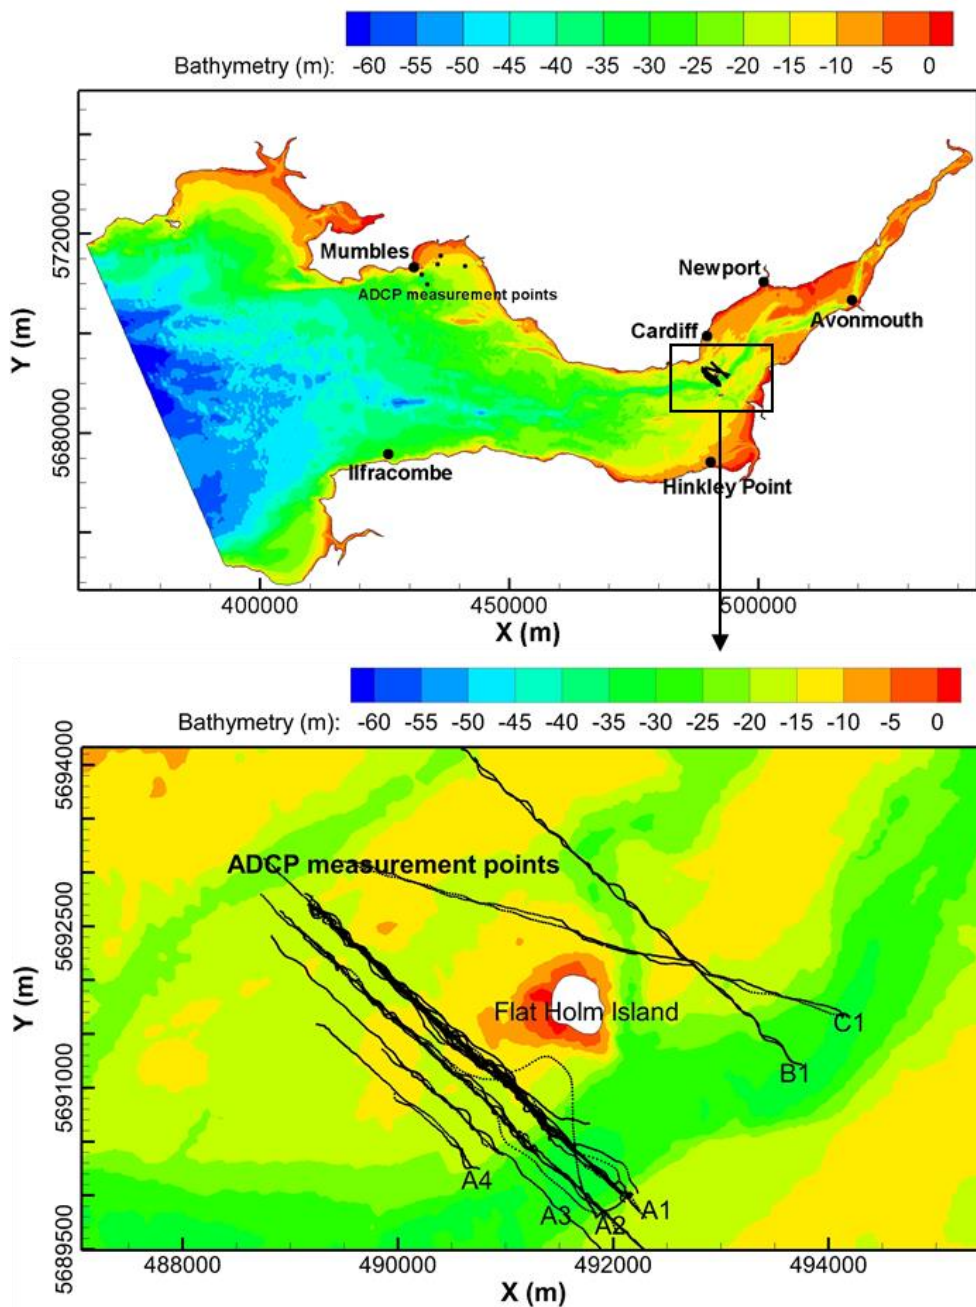 Bathymetry (m): -60 -55 -50 -45 -40 -35 -30 -25 -20 -15 -10 -5 0
5720000
5680000
Y (m)
Mumbles
ADCP measurement points
Newport
Cardiff
Avonmouth
Ilfracombe
Hinkley Point
400000 450000 500000
X (m)
Bathymetry (m): -60 -55 -50 -45 -40 -35 -30 -25 -20 -15 -10 -5 0
5694000
5692500
5691000
5689500
Y (m)
ADCP measurement points
Flat Holm Island
C1
B1
A4
A3
A2
A1
488000 490000 492000 494000
X (m)